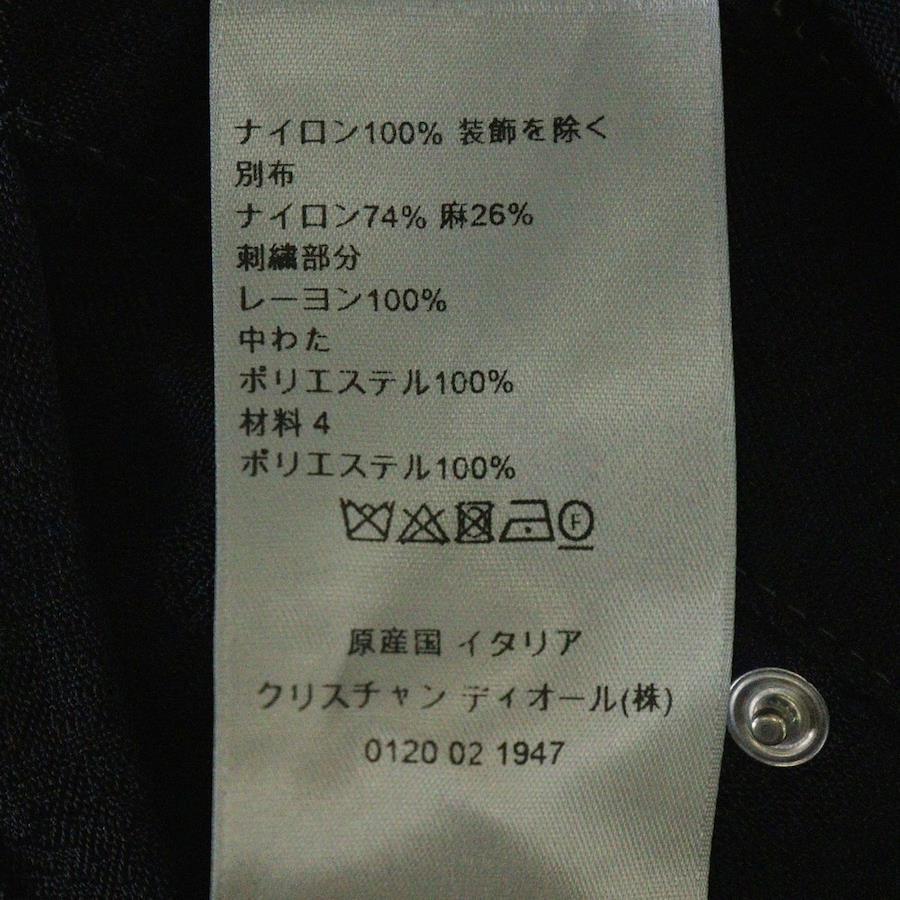 ナイロン100% 装飾を除く
別布
ナイロン74% 麻26%
刺繍部分
レーヨン100%
中わた
ポリエステル100%
材料 4
ポリエステル100%
F
原産国 イタリア
クリスチャン ディオール(株)
0120 02 1947